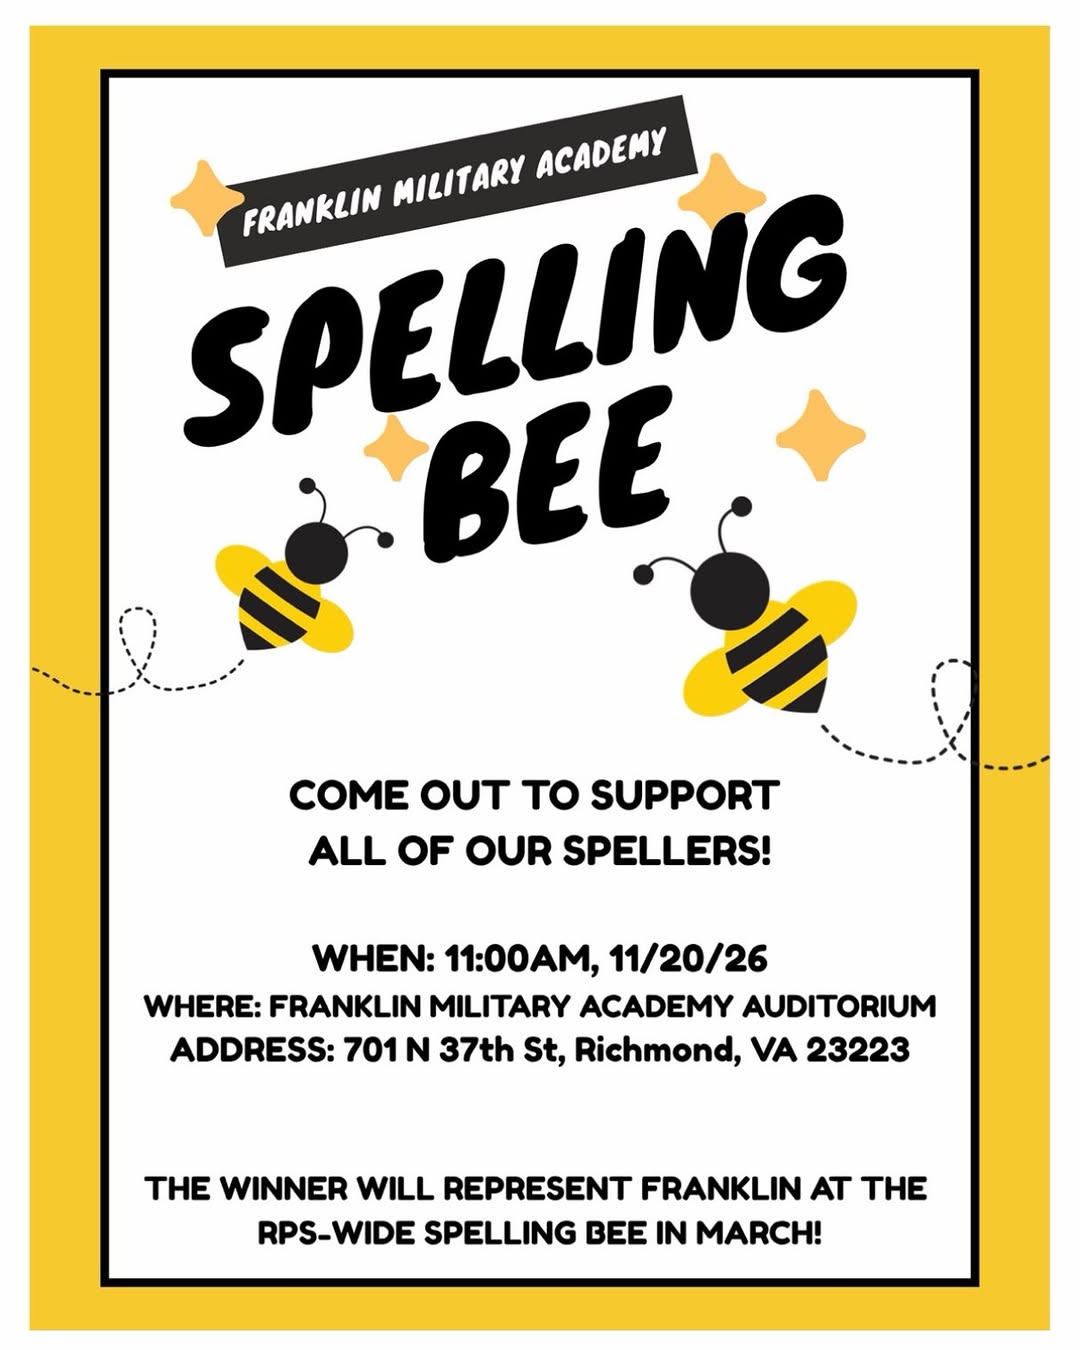 FRANKLIN MILITARY ACADEMY
SPELLING
BEE
COME OUT TO SUPPORT
ALL OF OUR SPELLERS!
WHEN: 11:00AM, 11/20/26
WHERE: FRANKLIN MILITARY ACADEMY AUDITORIUM
ADDRESS: 701 N 37th St, Richmond, VA 23223
THE WINNER WILL REPRESENT FRANKLIN AT THE
RPS-WIDE SPELLING BEE IN MARCH!